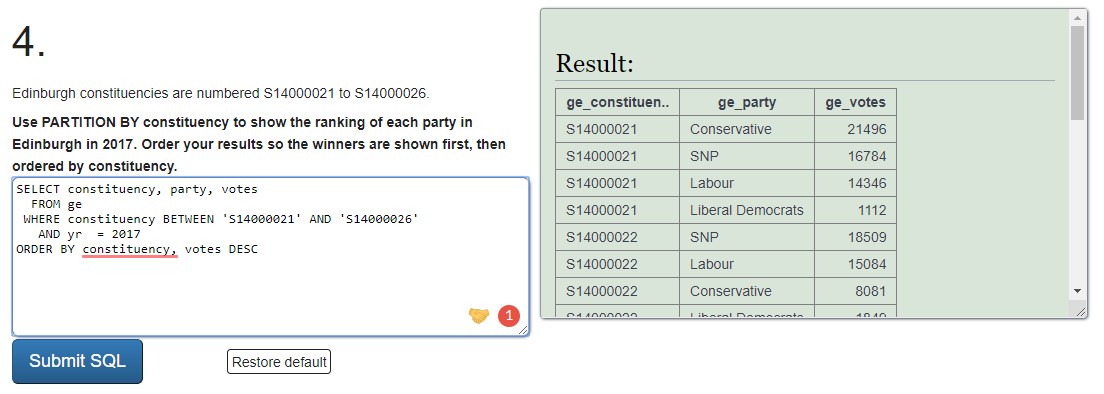 4.
Edinburgh constituencies are numbered S14000021 to S14000026.
Use PARTITION BY constituency to show the ranking of each party in
Edinburgh in 2017. Order your results so the winners are shown first, then
ordered by constituency.
SELECT constituency, party, votes
FROM ge
WHERE constituency BETWEEN 'S14000021' AND 'S14000026'
AND yr  = 2017
ORDER BY constituency, votes DESC
1
Submit SQL
Restore default
Result:
ge_constituen.. ge_party ge_votes
S14000021 Conservative 21496
S14000021 SNP 16784
S14000021 Labour 14346
S14000021 Liberal Democrats 1112
S14000022 SNP 18509
S14000022 Labour 15084
S14000022 Conservative 8081
S14000022 Liberal Democrats 1849